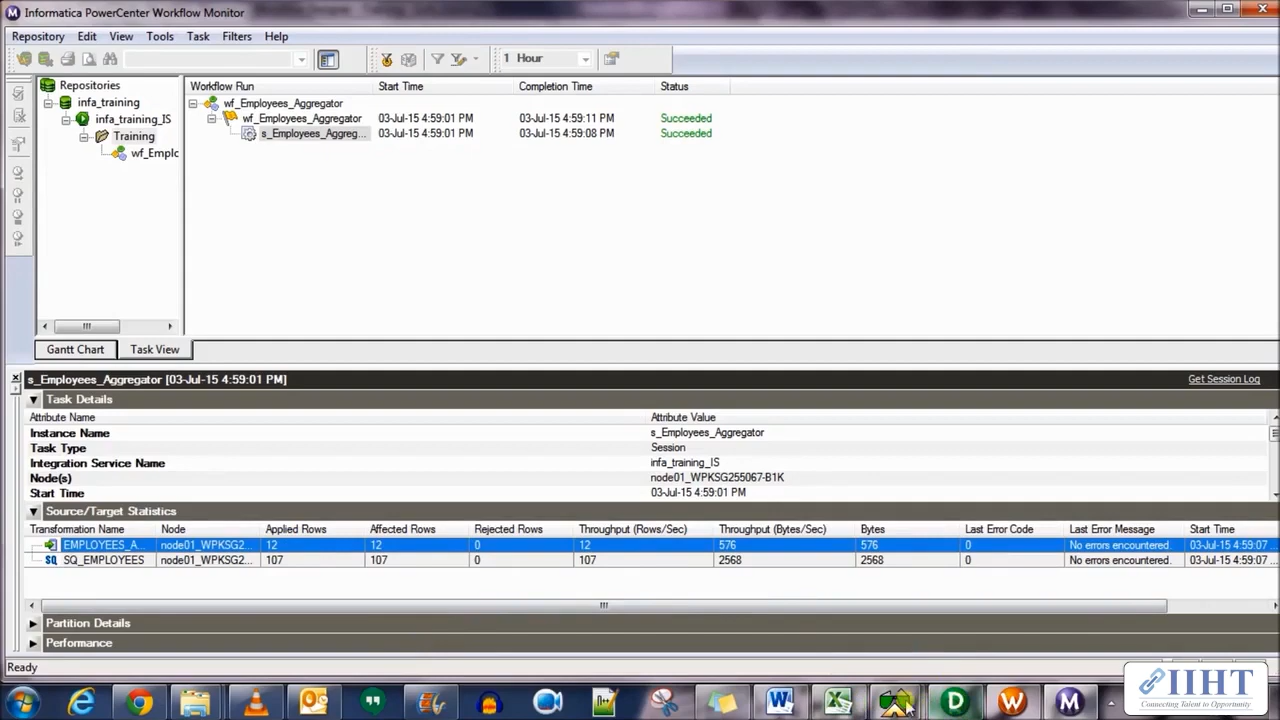 Informatica PowerCenter Workflow Monitor
Repository Edit View Tools Task Filters Help
1 Hour
Repositories
infa_training
infa_training_IS
Training
wf_Emplc
Workflow Run Start Time Completion Time Status
wf_Employees_Aggregator
wf_Employees_Aggregator 03-Jul-15 4:59:01 PM 03-Jul-15 4:59:11 PM Succeeded
s_Employees_Aggreg... 03-Jul-15 4:59:01 PM 03-Jul-15 4:59:08 PM Succeeded
Gantt Chart Task View
s_Employees_Aggregator [03-Jul-15 4:59:01 PM] Get Session Log
Task Details
Attribute Name Attribute Value
Instance Name s_Employees_Aggregator
Task Type Session
Integration Service Name infa_training_IS
Node(s) node01_WPKSG255067-B1K
Start Time 03-Jul-15 4:59:01 PM
Source/Target Statistics
Transformation Name Node Applied Rows Affected Rows Rejected Rows Throughput (Rows/Sec) Throughput (Bytes/Sec) Bytes Last Error Code Last Error Message Start Time
EMPLOYEES_A... node01_WPKSG2... 12 12 0 12 576 576 0 No errors encountered. 03-Jul-15 4:59:07 ...
SQ_EMPLOYEES node01_WPKSG2... 107 107 0 107 2568 2568 0 No errors encountered. 03-Jul-15 4:59:07 ...
Partition Details
Performance
Ready
IIHT
Connecting Talent to Opportunity